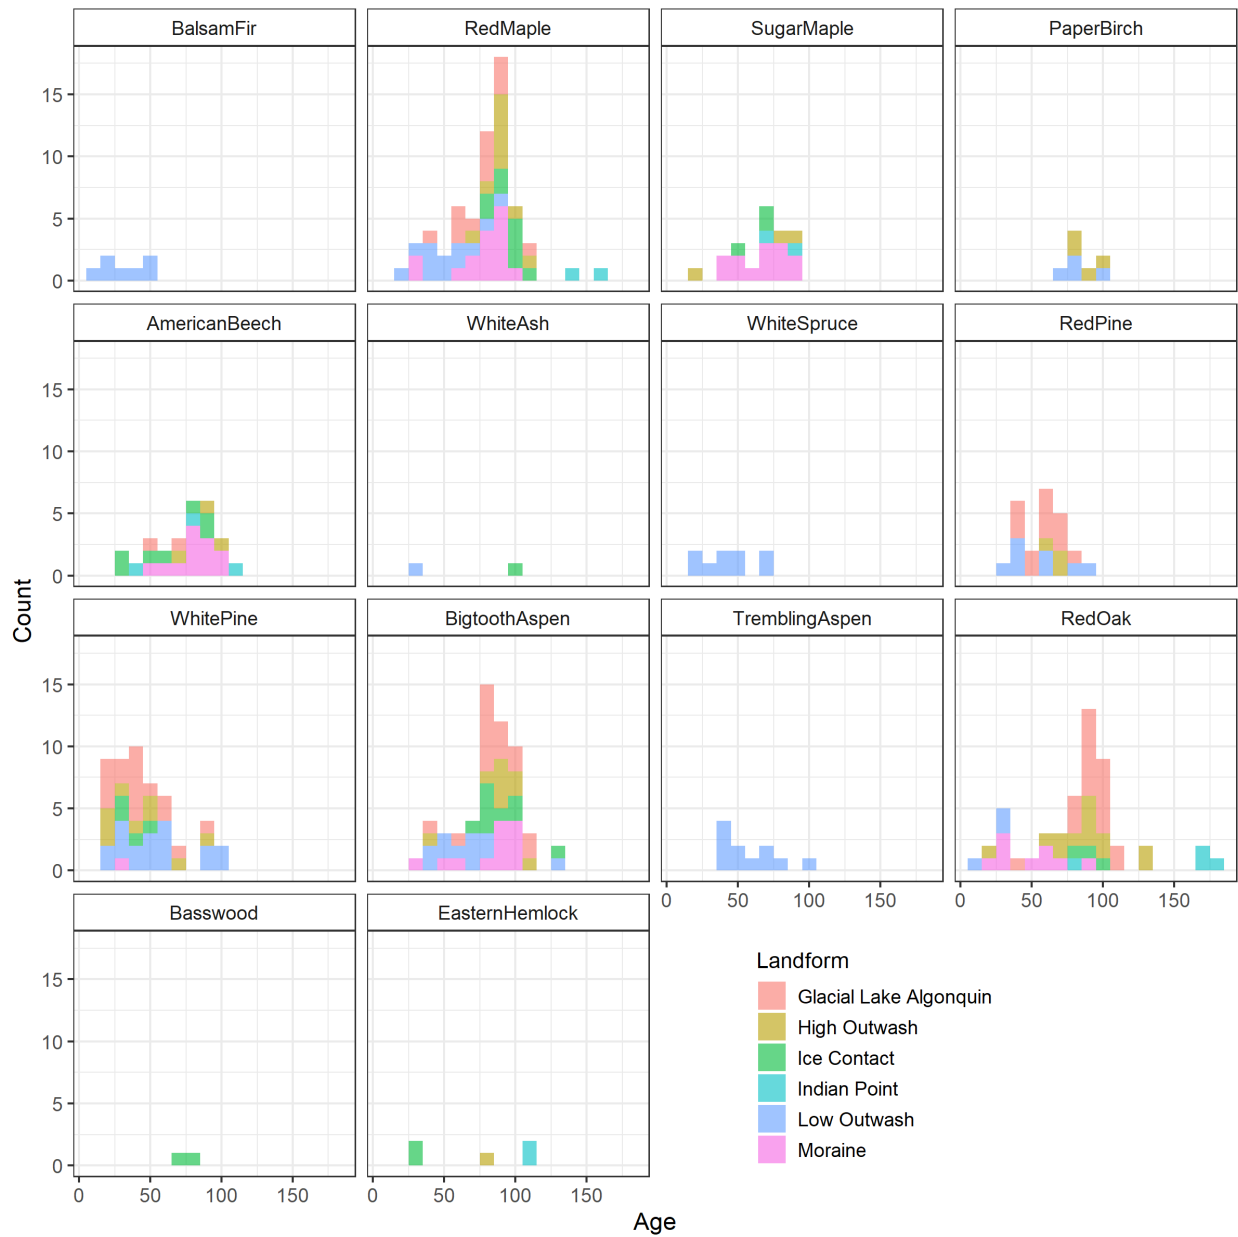 BalsamFir RedMaple SugarMaple PaperBirch
15
10
5
0
AmericanBeech WhiteAsh WhiteSpruce RedPine
15
10
5
0
Count
WhitePine BigtoothAspen TremblingAspen RedOak
15
10
5
0
0 50 100 150 0 50 100 150
Basswood EasternHemlock
15
10
5
0
0 50 100 150 0 50 100 150
Age
Landform
Glacial Lake Algonquin
High Outwash
Ice Contact
Indian Point
Low Outwash
Moraine